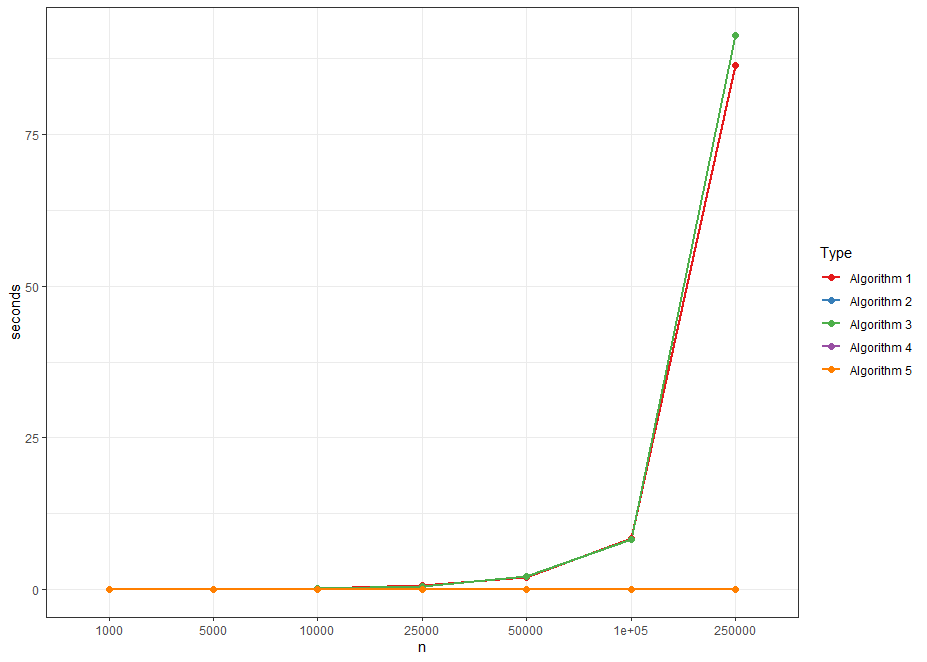 75
50
25
0
seconds
1000 5000 10000 25000 50000 1e+05 250000
n
Type
Algorithm 1
Algorithm 2
Algorithm 3
Algorithm 4
Algorithm 5